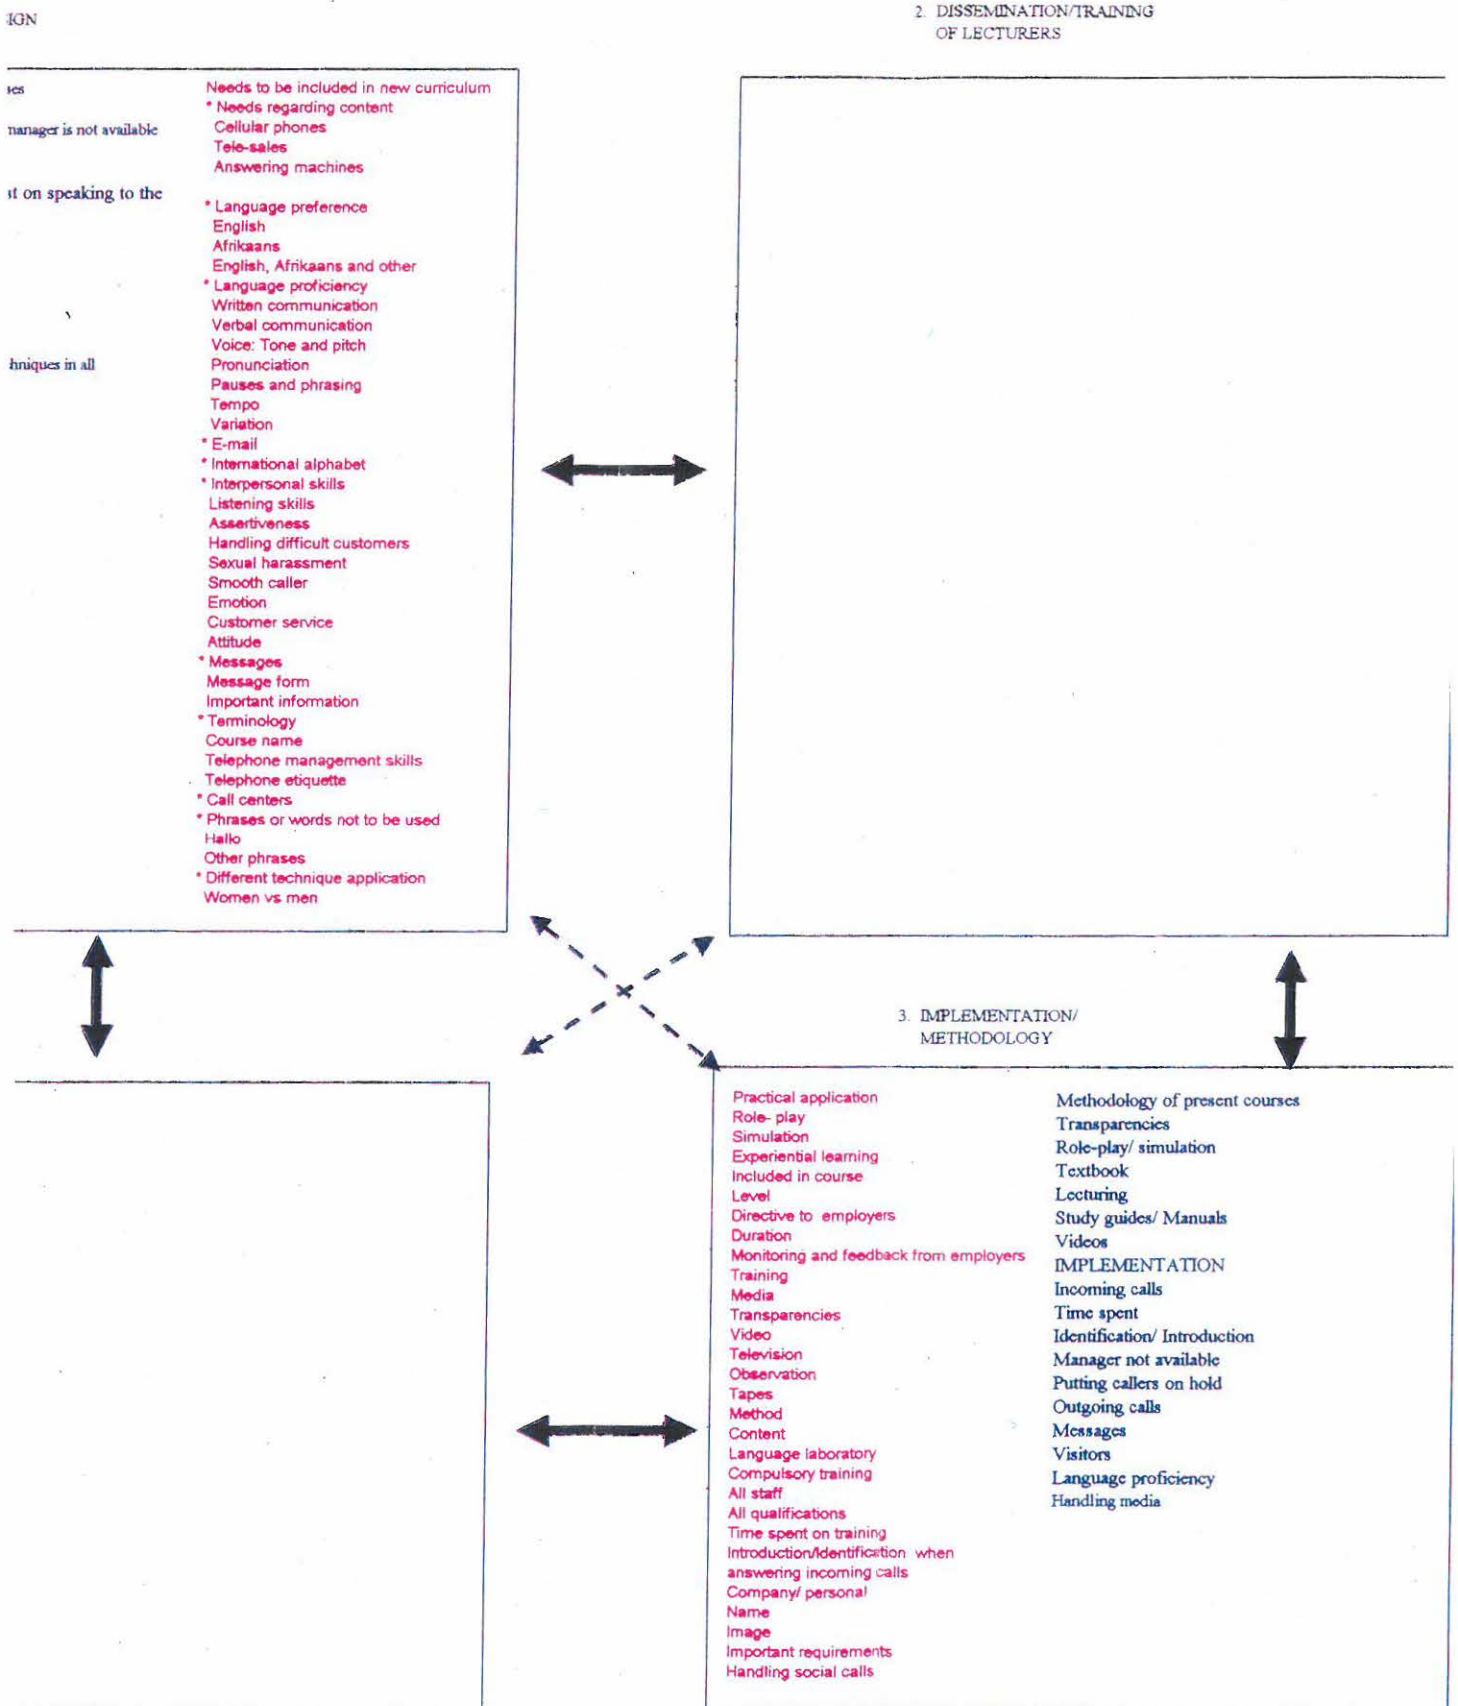 2. DISSEMINATION/TRAINING
OF LECTURERS
manager is not available
on speaking to the
in all
Needs to be included in new curriculum
* Needs regarding content
Cellular phones
Tele-sales
Answering machines
* Language preference
English
Afrikaans
English, Afrikaans and other
* Language proficiency
Written communication
Verbal communication
Voice: Tone and pitch
Pronunciation
Pauses and phrasing
Tempo
Variation
* E-mail
* International alphabet
* Interpersonal skills
Listening skills
Assertiveness
Handling difficult customers
Sexual harassment
Smooth caller
Emotion
Customer service
Attitude
* Messages
Message form
Important information
* Terminology
Course name
Telephone management skills
Telephone etiquette
* Call centers
* Phrases or words not to be used
Hallo
Other phrases
* Different technique application
Women vs men
3. IMPLEMENTATION/
METHODOLOGY
Practical application
Role- play
Simulation
Experiential learning
Included in course
Level
Directive to employers
Duration
Monitoring and feedback from employers
Training
Media
Transparencies
Video
Television
Observation
Tapes
Method
Content
Language laboratory
Compulsory training
All staff
All qualifications
Time spent on training
Introduction/Identification when
answering incoming calls
Company/ personal
Name
Image
Important requirements
Handling social calls
Methodology of present courses
Transparencies
Role-play/ simulation
Textbook
Lecturing
Study guides/ Manuals
Videos
IMPLEMENTATION
Incoming calls
Time spent
Identification/ Introduction
Manager not available
Putting callers on hold
Outgoing calls
Messages
Visitors
Language proficiency
Handling media